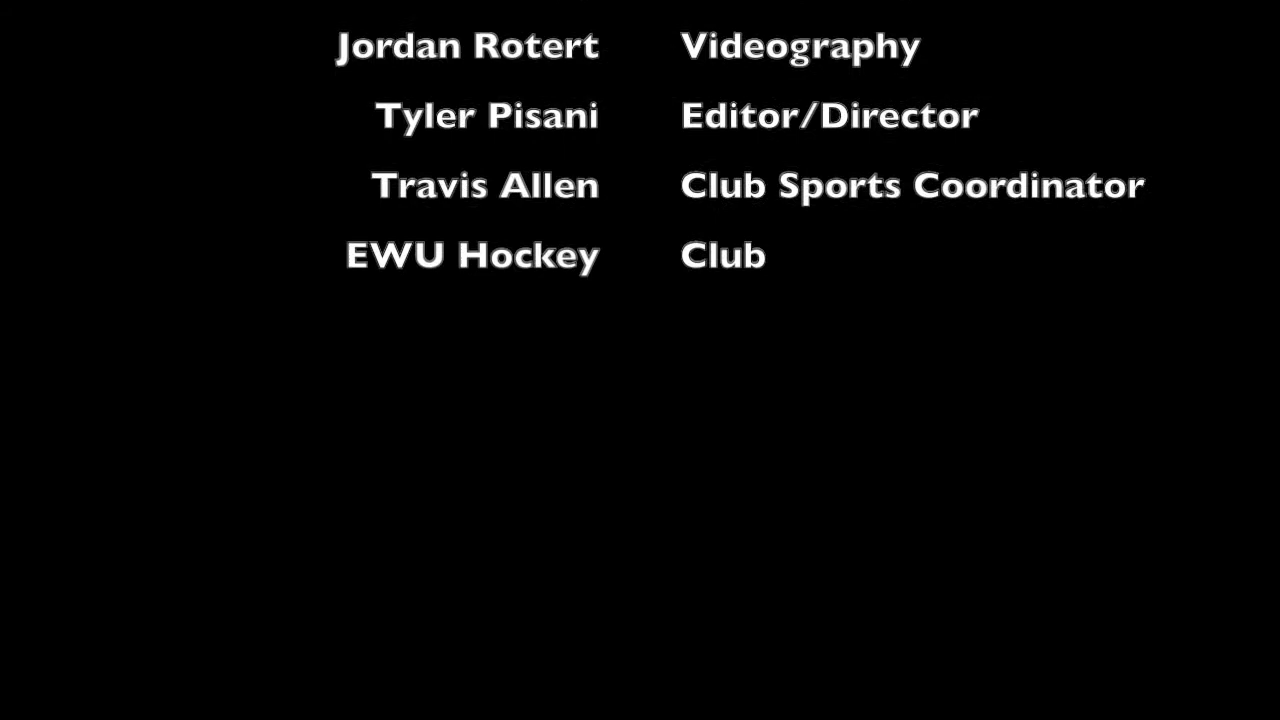 Jordan Rotert Videography
Tyler Pisani Editor/Director
Travis Allen Club Sports Coordinator
EWU Hockey Club